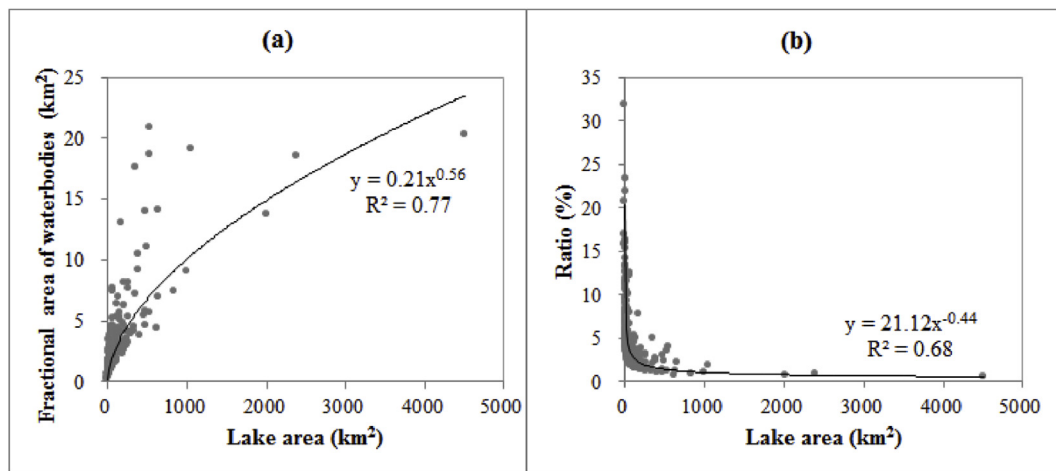 (a)
Fractional area of waterbodies (km²)
25
20
15
10
5
0
y = 0.21x^0.56
R² = 0.77
0 1000 2000 3000 4000 5000
Lake area (km²)
(b)
Ratio (%)
35
30
25
20
15
10
5
0
y = 21.12x^-0.44
R² = 0.68
0 1000 2000 3000 4000 5000
Lake area (km²)